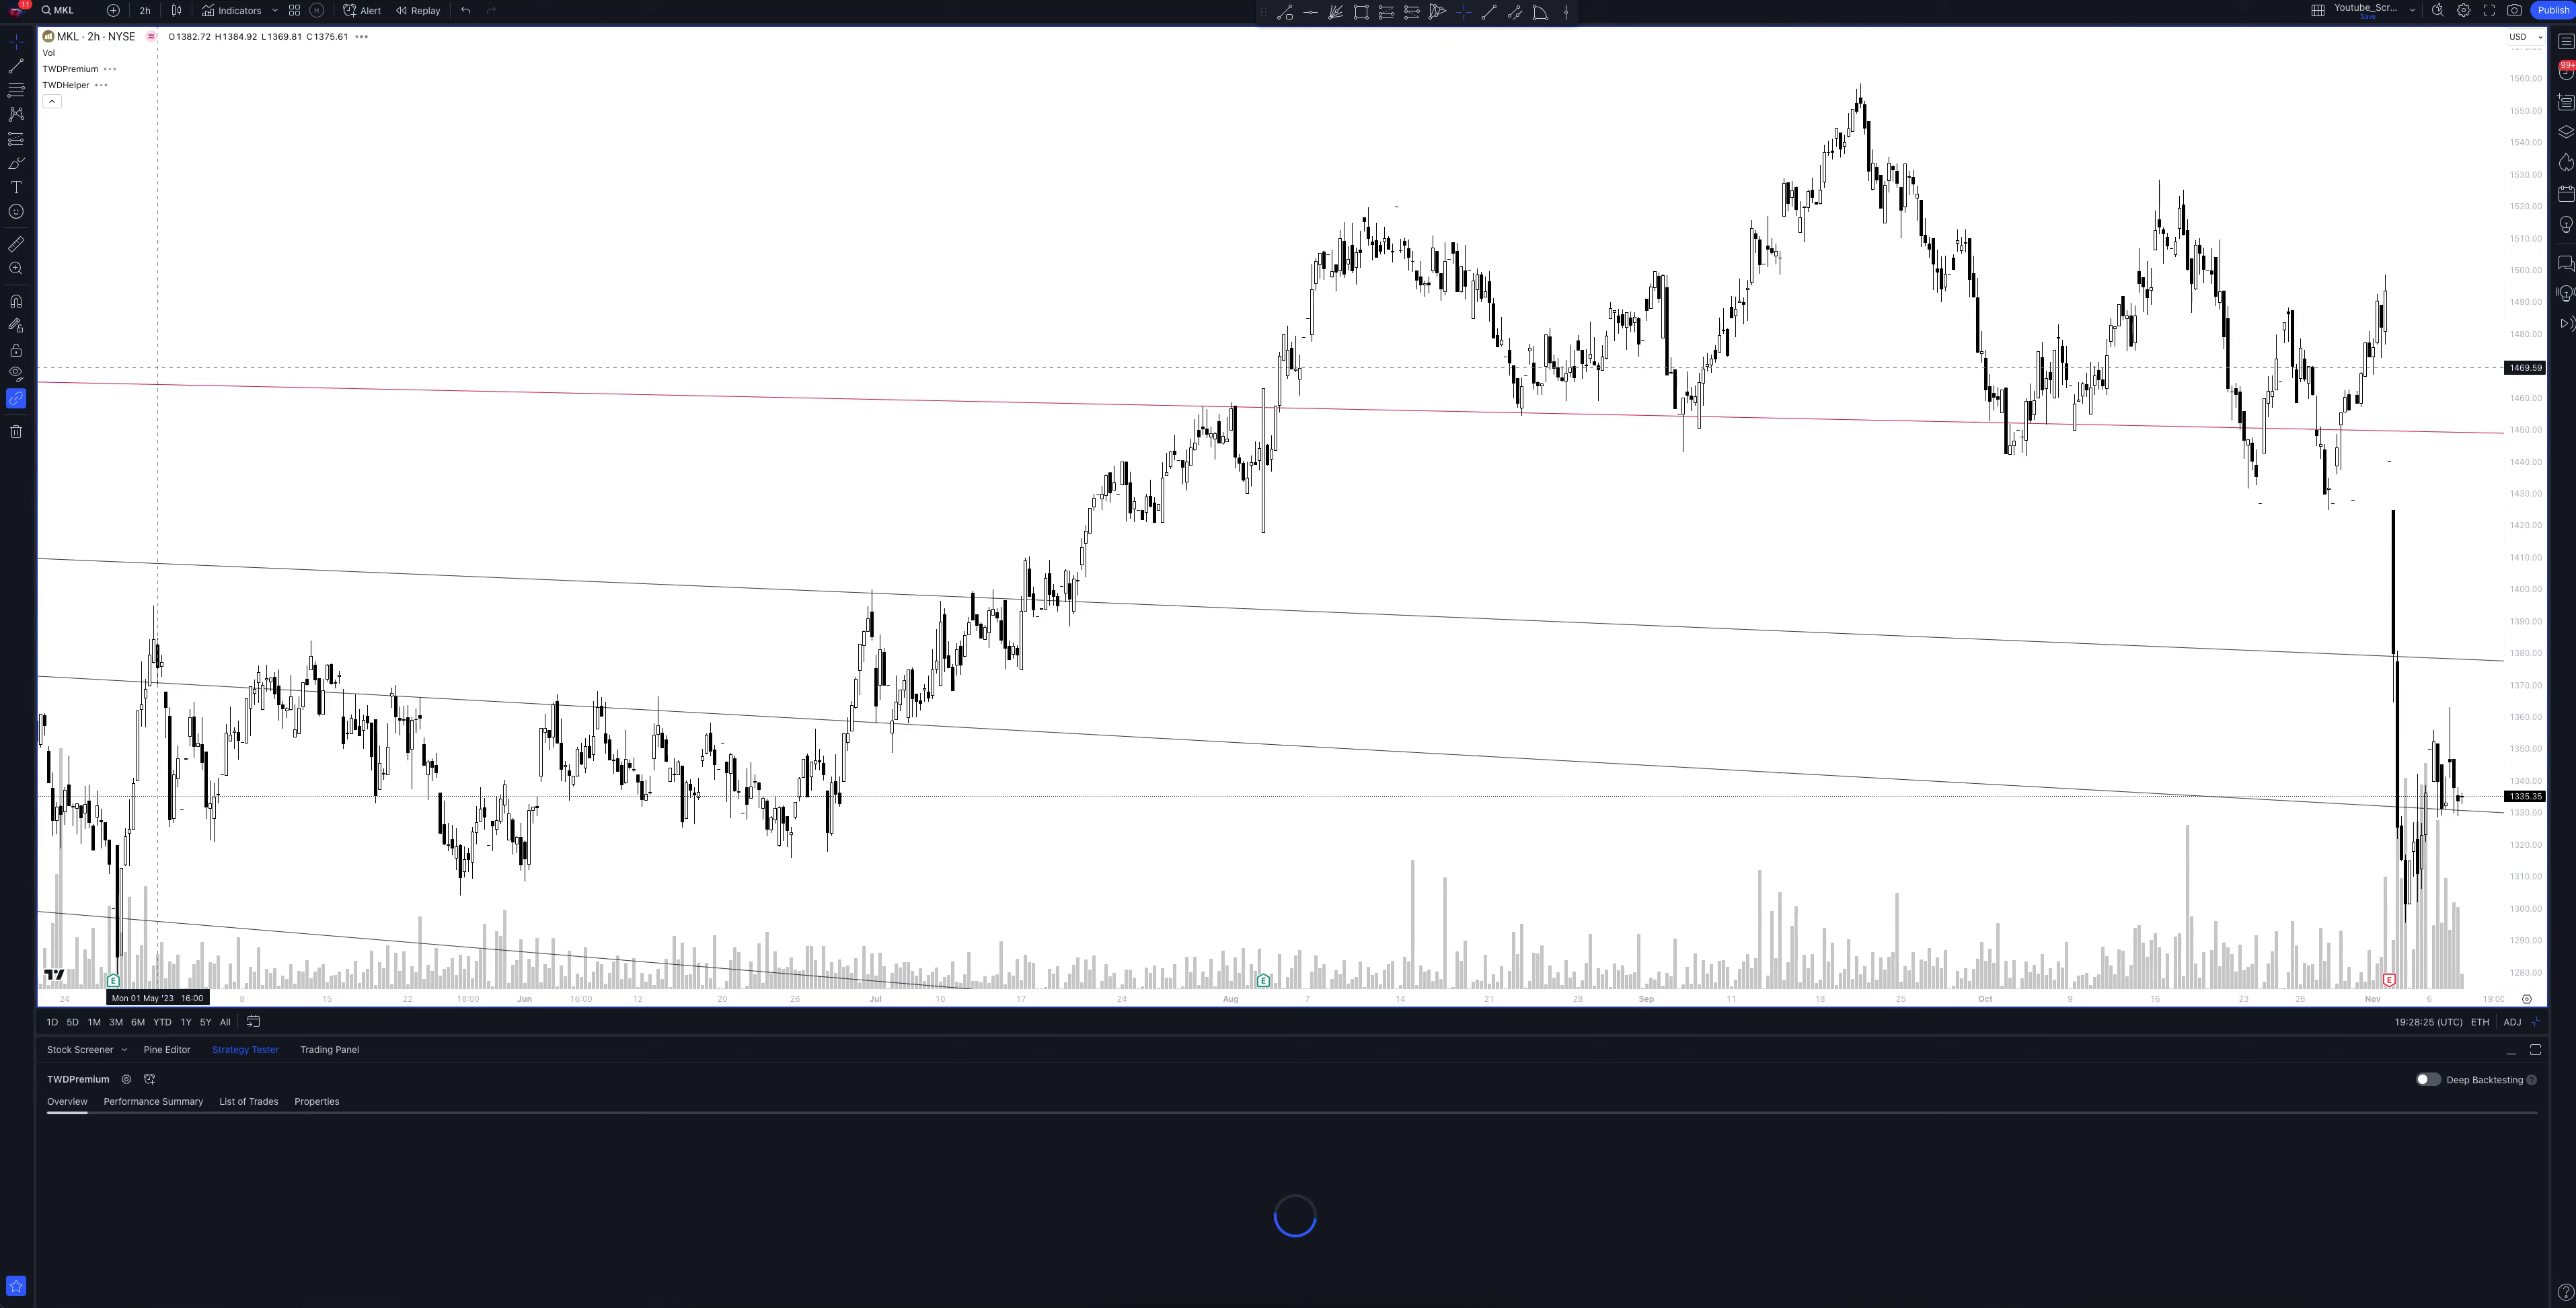 11
MKL
2h
Indicators
Alert
Replay
Youtube_Scr...
Save
Publish
MKL · 2h · NYSE
O1382.72 H1384.92 L1369.81 C1375.61
USD
Vol
TWDPremium
TWDHelper
99+
1560.00
1550.00
1540.00
1530.00
1520.00
1510.00
1500.00
1490.00
1480.00
1469.59
1460.00
1450.00
1440.00
1430.00
1420.00
1410.00
1400.00
1390.00
1380.00
1370.00
1360.00
1350.00
1340.00
1335.35
1330.00
1320.00
1310.00
1300.00
1290.00
1280.00
E E E
24 Mon 01 May '23 16:00 8 15 22 18:00 Jun 16:00 12 20 26 Jul 10 17 24 Aug 7 14 21 28 Sep 11 18 25 Oct 9 16 23 26 Nov 6 19:00
1D 5D 1M 3M 6M YTD 1Y 5Y All
19:28:25 (UTC) ETH ADJ
Stock Screener Pine Editor Strategy Tester Trading Panel
TWDPremium
Deep Backtesting
Overview Performance Summary List of Trades Properties